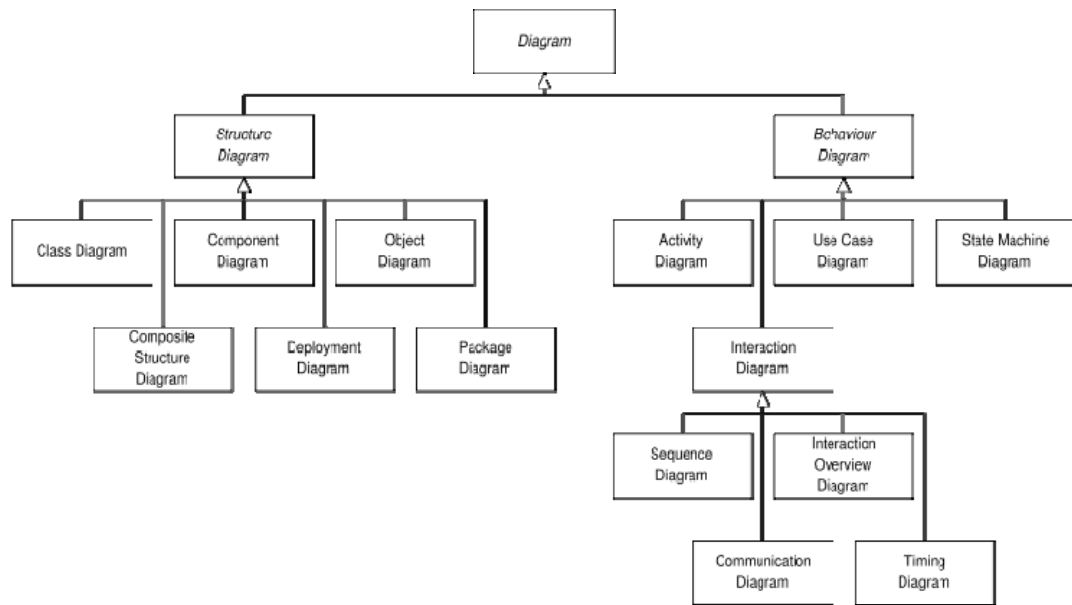 Diagram
Structure
Diagram
Behaviour
Diagram
Class Diagram
Component
Diagram
Object
Diagram
Activity
Diagram
Use Case
Diagram
State Machine
Diagram
Composite
Structure
Diagram
Deployment
Diagram
Package
Diagram
Interaction
Diagram
Sequence
Diagram
Interaction
Overview
Diagram
Communication
Diagram
Timing
Diagram